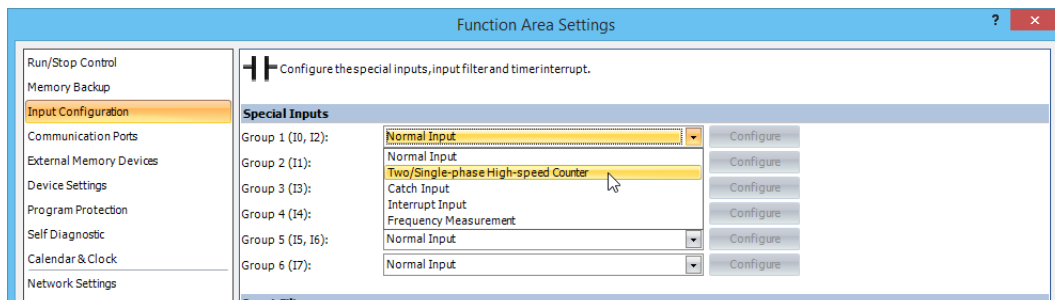 Function Area Settings
?
Run/Stop Control
Memory Backup
Input Configuration
Communication Ports
External Memory Devices
Device Settings
Program Protection
Self Diagnostic
Calendar & Clock
Network Settings
Configure the special inputs, input filter and timer interrupt.
Special Inputs
Group 1 (I0, I2): Normal Input Configure
Group 2 (I1): Configure
Group 3 (I3): Configure
Group 4 (I4): Configure
Normal Input
Two/Single-phase High-speed Counter
Catch Input
Interrupt Input
Frequency Measurement
Group 5 (I5, I6): Normal Input Configure
Group 6 (I7): Normal Input Configure